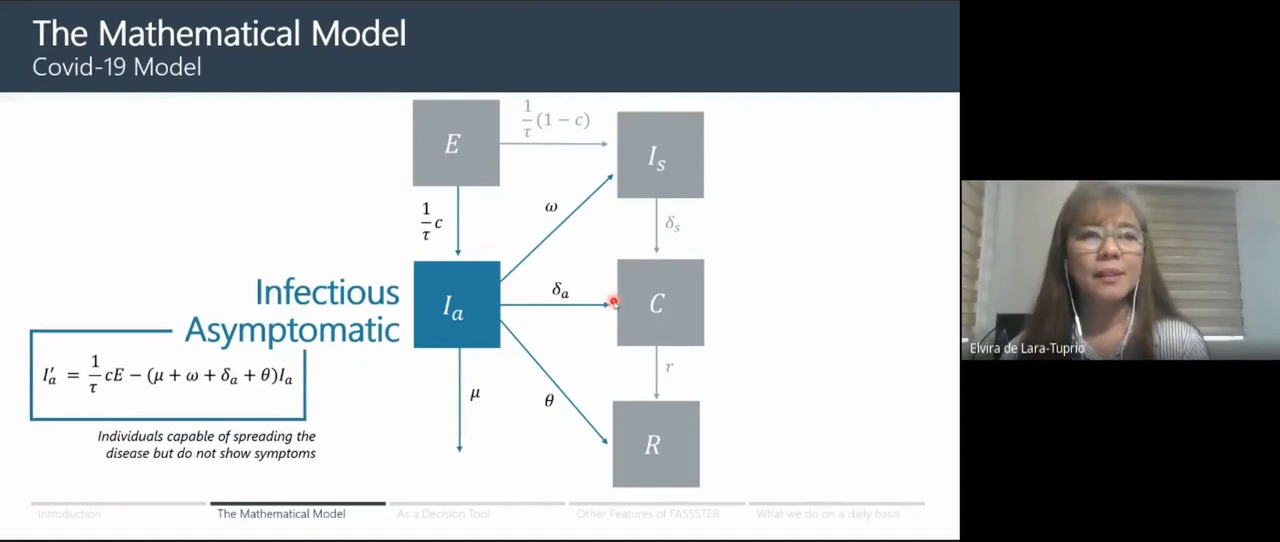 The Mathematical Model
Covid-19 Model
E
1/τ (1 − c)
I_s
1/τ c
ω
δ_s
Infectious
Asymptomatic
I_a
δ_a
C
I′_a = 1/τ cE − (μ + ω + δ_a + θ)I_a
μ
θ
r
R
Individuals capable of spreading the
disease but do not show symptoms
Introduction
The Mathematical Model
As a Decision Tool
Other Features of FASSSTER
What we do on a daily basis
Elvira de Lara-Tuprio